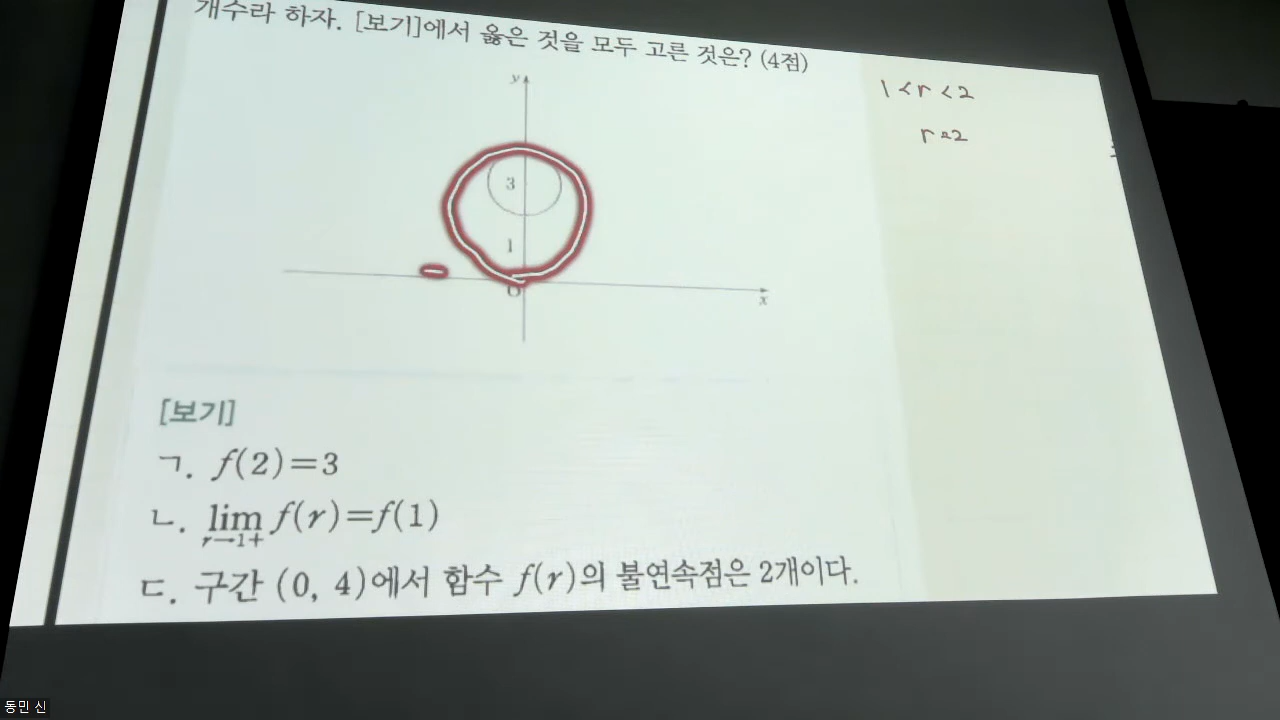 개수라 하자. [보기]에서 옳은 것을 모두 고른 것은? (4점)
1<r<2
r=2
y
3
1
O
x
[보기]
ㄱ. f(2)=3
ㄴ. lim r→1+ f(r)=f(1)
ㄷ. 구간 (0, 4)에서 함수 f(r)의 불연속점은 2개이다.
동민 신